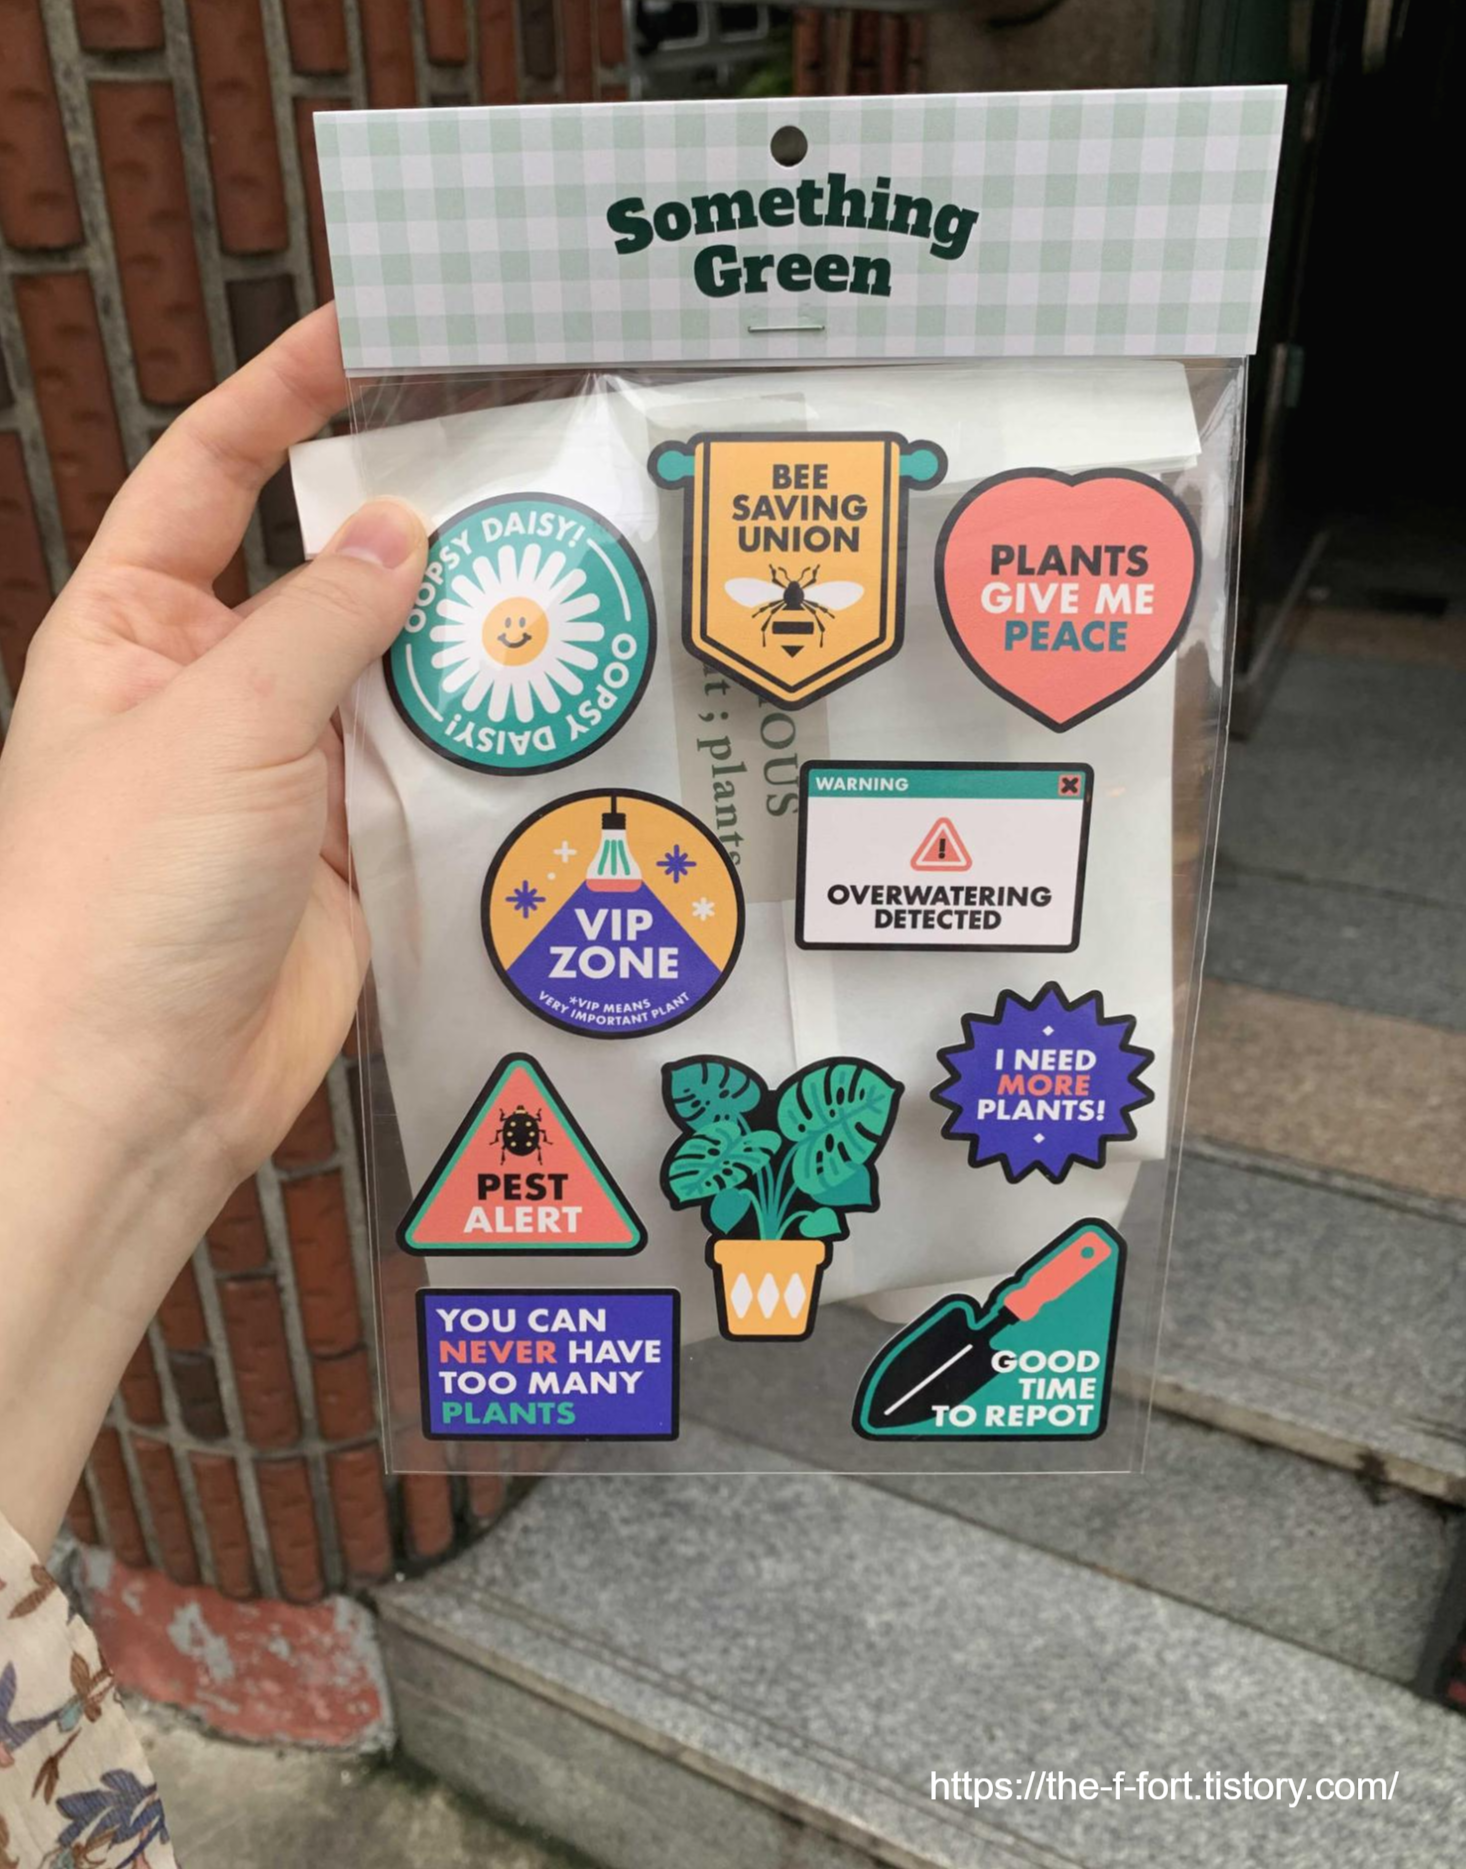 Something
Green
OOPSY DAISY!
OOPSY DAISY!
BEE
SAVING
UNION
PLANTS
GIVE ME
PEACE
; plants
WARNING
OVERWATERING
DETECTED
VIP
ZONE
*VIP MEANS
VERY IMPORTANT PLANT
I NEED
MORE
PLANTS!
PEST
ALERT
YOU CAN
NEVER HAVE
TOO MANY
PLANTS
GOOD
TIME
TO REPOT
https://the-f-fort.tistory.com/